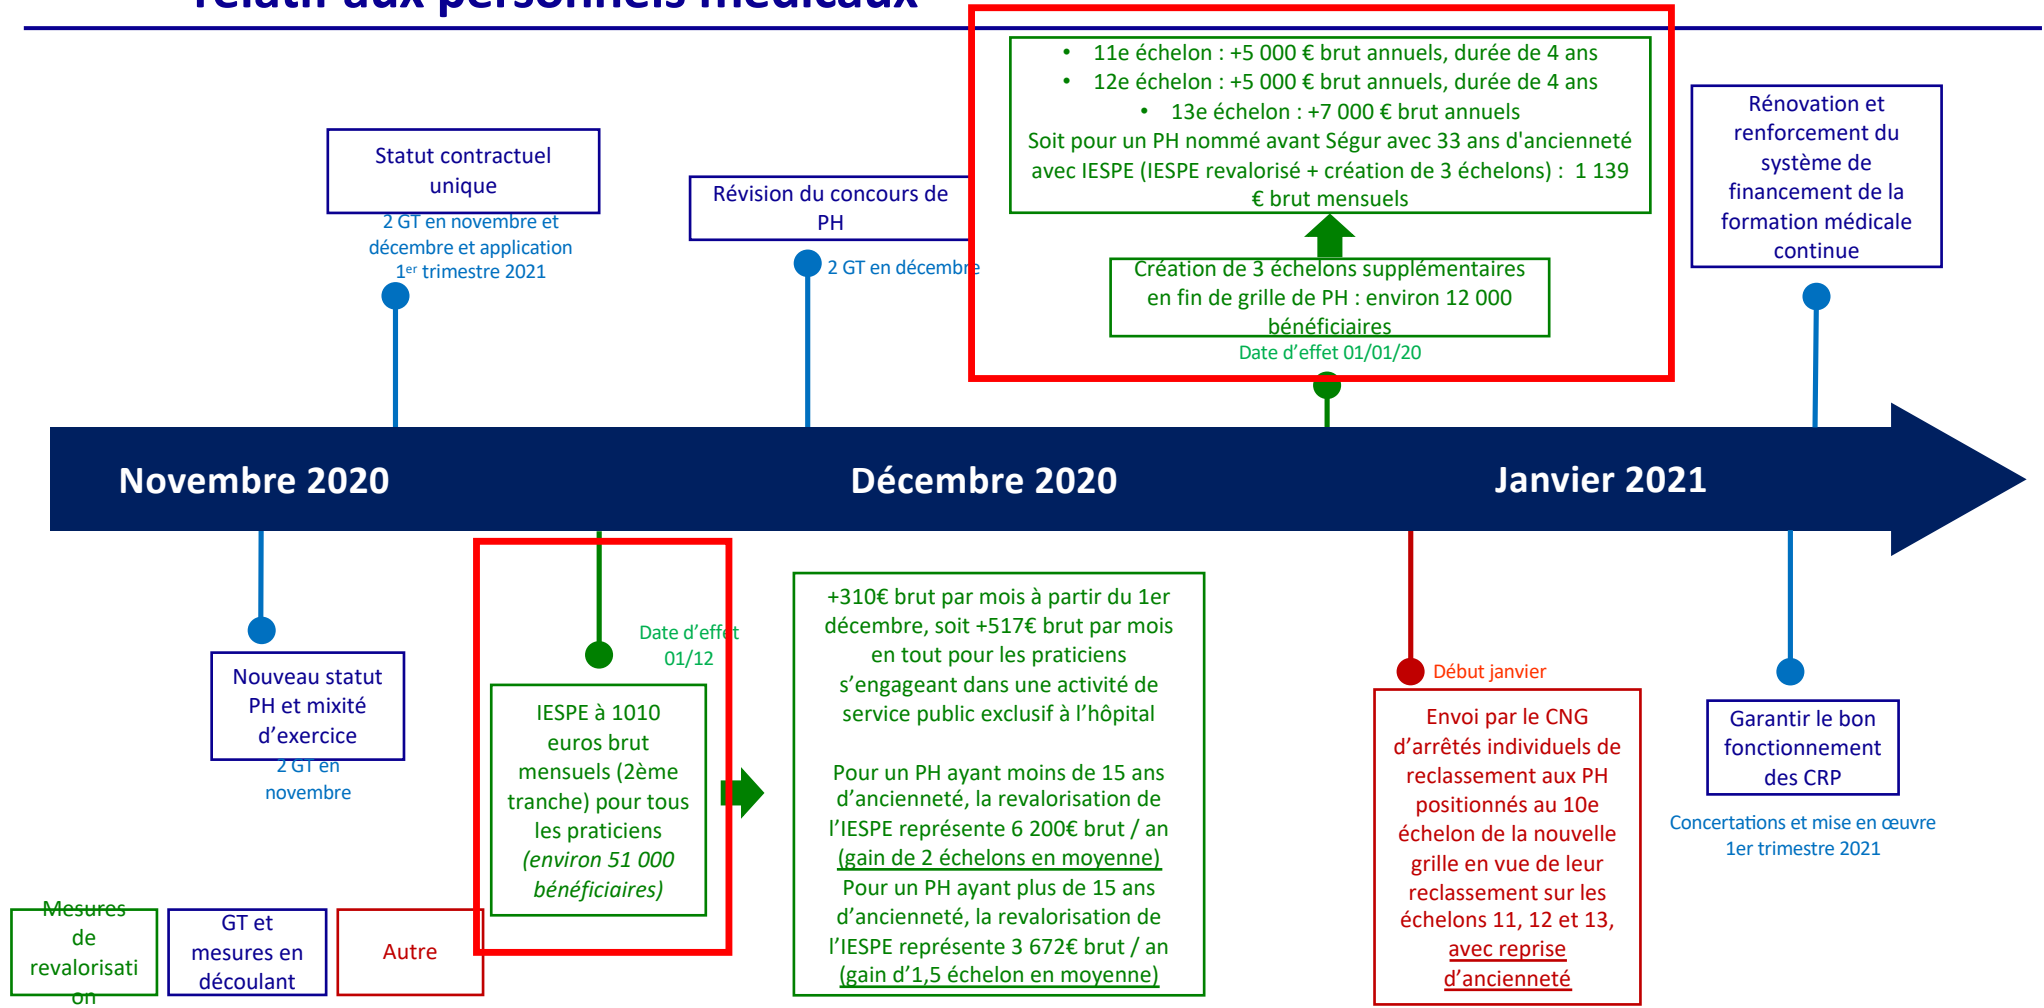 relatif aux personnels médicaux
• 11e échelon : +5 000 € brut annuels, durée de 4 ans
• 12e échelon : +5 000 € brut annuels, durée de 4 ans
• 13e échelon : +7 000 € brut annuels
Soit pour un PH nommé avant Ségur avec 33 ans d'ancienneté
avec IESPE (IESPE revalorisé + création de 3 échelons) : 1 139
€ brut mensuels
Création de 3 échelons supplémentaires
en fin de grille de PH : environ 12 000
bénéficiaires
Date d'effet 01/01/20
Statut contractuel
unique
2 GT en novembre et
décembre et application
1er trimestre 2021
Révision du concours de
PH
2 GT en décembre
Rénovation et
renforcement du
système de
financement de la
formation médicale
continue
Novembre 2020
Décembre 2020
Janvier 2021
Nouveau statut
PH et mixité
d'exercice
2 GT en
novembre
Date d'effet
01/12
IESPE à 1010
euros brut
mensuels (2ème
tranche) pour tous
les praticiens
(environ 51 000
bénéficiaires)
+310€ brut par mois à partir du 1er
décembre, soit +517€ brut par mois
en tout pour les praticiens
s'engageant dans une activité de
service public exclusif à l'hôpital
Pour un PH ayant moins de 15 ans
d'ancienneté, la revalorisation de
l'IESPE représente 6 200€ brut / an
(gain de 2 échelons en moyenne)
Pour un PH ayant plus de 15 ans
d'ancienneté, la revalorisation de
l'IESPE représente 3 672€ brut / an
(gain d'1,5 échelon en moyenne)
Début janvier
Envoi par le CNG
d'arrêtés individuels de
reclassement aux PH
positionnés au 10e
échelon de la nouvelle
grille en vue de leur
reclassement sur les
échelons 11, 12 et 13,
avec reprise
d'ancienneté
Garantir le bon
fonctionnement
des CRP
Concertations et mise en œuvre
1er trimestre 2021
Mesures
de
revalorisati
on
GT et
mesures en
découlant
Autre